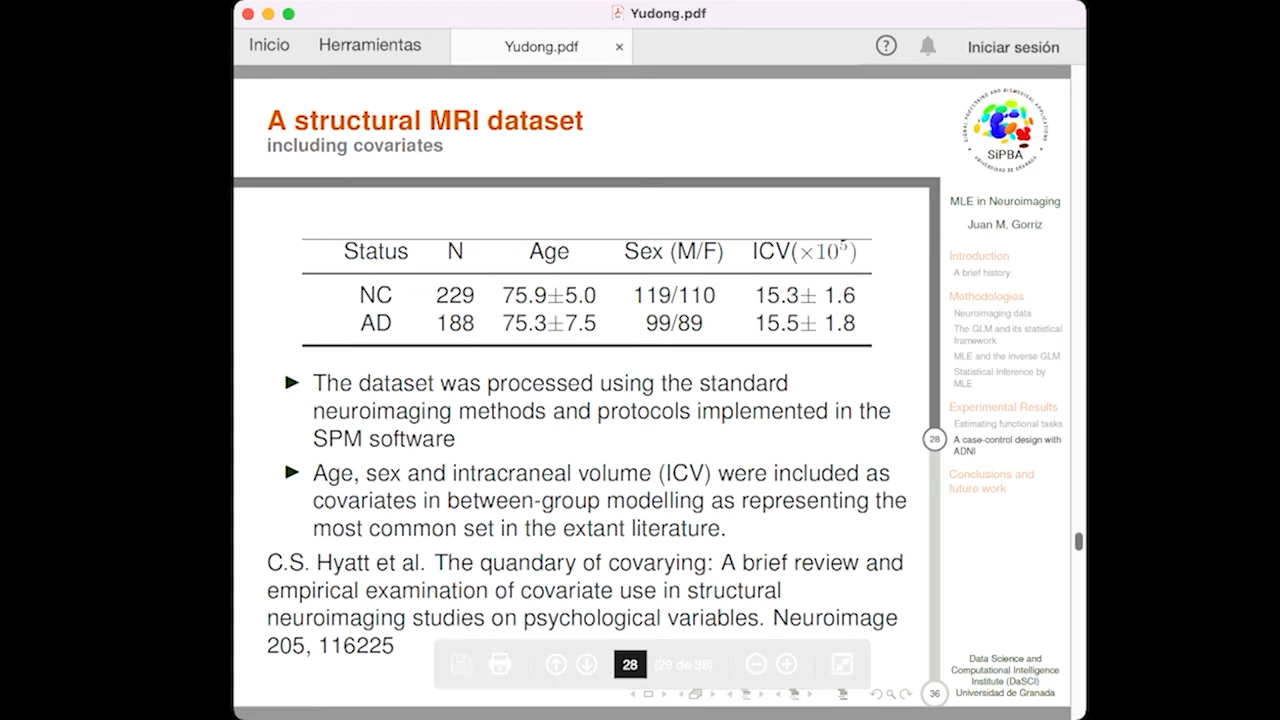 Yudong.pdf
Inicio
Herramientas
Yudong.pdf
×
?
Iniciar sesión
A structural MRI dataset
including covariates
SIGNAL PROCESSING AND BIOMEDICAL APPLICATIONS
SiPBA
UNIVERSIDAD DE GRANADA
Status N Age Sex (M/F) ICV(×10⁵)
NC 229 75.9±5.0 119/110 15.3± 1.6
AD 188 75.3±7.5 99/89 15.5± 1.8
► The dataset was processed using the standard
neuroimaging methods and protocols implemented in the
SPM software
► Age, sex and intracraneal volume (ICV) were included as
covariates in between-group modelling as representing the
most common set in the extant literature.
C.S. Hyatt et al. The quandary of covarying: A brief review and
empirical examination of covariate use in structural
neuroimaging studies on psychological variables. Neuroimage
205, 116225
28
(29 de 38)
MLE in Neuroimaging
Juan M. Gorriz
Introduction
A brief history
Methodologies
Neuroimaging data
The GLM and its statistical
framework
MLE and the inverse GLM
Statistical Inference by
MLE
Experimental Results
Estimating functional tasks
28
A case-control design with
ADNI
Conclusions and
future work
Data Science and
Computational Intelligence
Institute (DaSCI)
Universidad de Granada
36